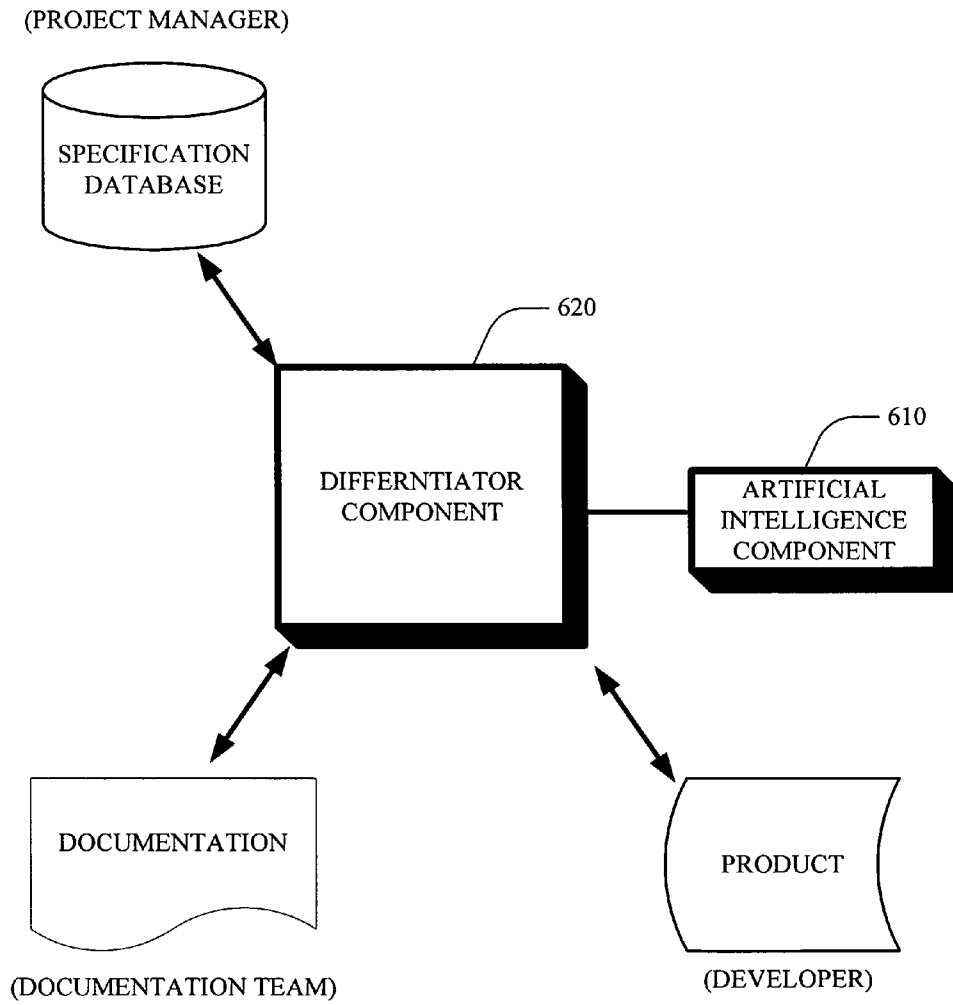 (PROJECT MANAGER)
SPECIFICATION
DATABASE
620
610
DIFFERNTIATOR
COMPONENT
ARTIFICIAL
INTELLIGENCE
COMPONENT
DOCUMENTATION
PRODUCT
(DOCUMENTATION TEAM)
(DEVELOPER)